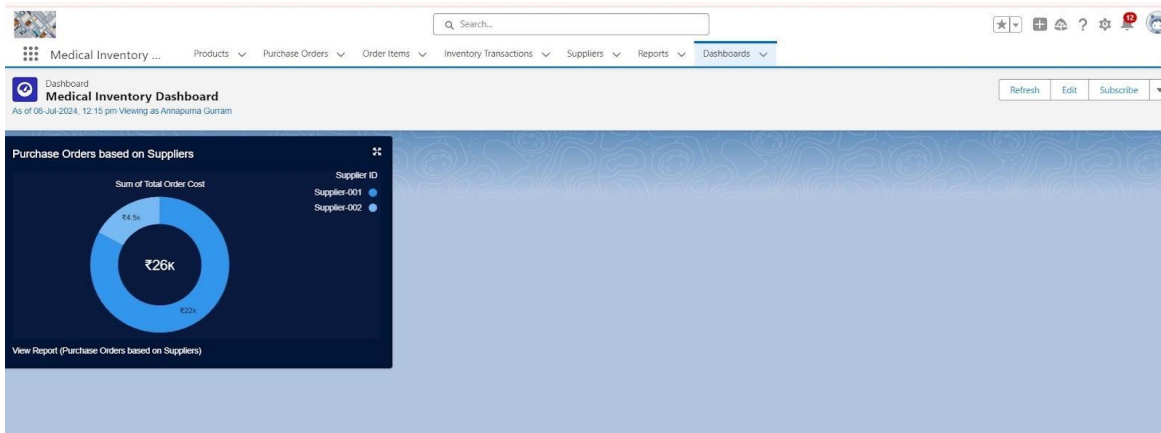 Search...
12
Medical Inventory ...
Products
Purchase Orders
Order Items
Inventory Transactions
Suppliers
Reports
Dashboards
Dashboard
Medical Inventory Dashboard
As of 08-Jul-2024, 12:15 pm Viewing as Annapurna Gurram
Refresh
Edit
Subscribe
Purchase Orders based on Suppliers
Sum of Total Order Cost
Supplier ID
Supplier-001
Supplier-002
₹4.5K
₹26K
₹22K
View Report (Purchase Orders based on Suppliers)